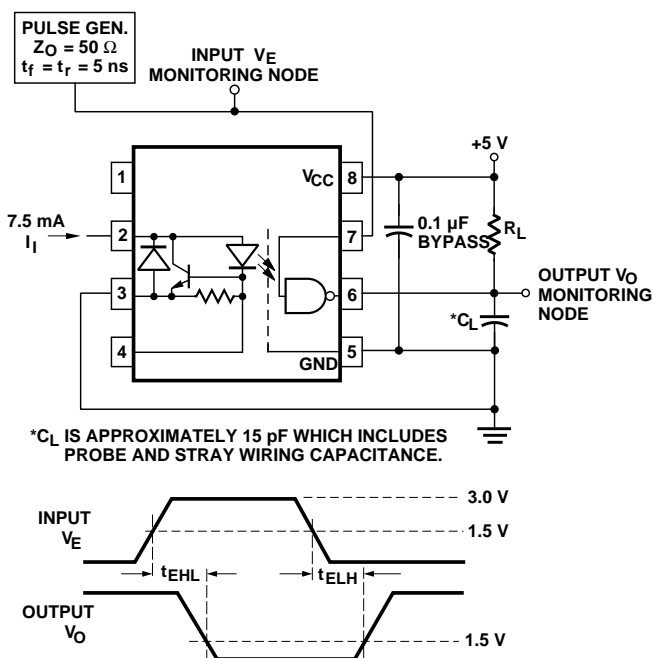 PULSE GEN.
ZO = 50 Ω
tf = tr = 5 ns
INPUT VE
MONITORING NODE
+5 V
1
VCC
8
7.5 mA
II
2
7
0.1 µF
BYPASS
RL
3
6
OUTPUT VO
MONITORING
NODE
*CL
4
GND
5
*CL IS APPROXIMATELY 15 pF WHICH INCLUDES
PROBE AND STRAY WIRING CAPACITANCE.
INPUT
VE
3.0 V
1.5 V
tEHL
tELH
OUTPUT
VO
1.5 V